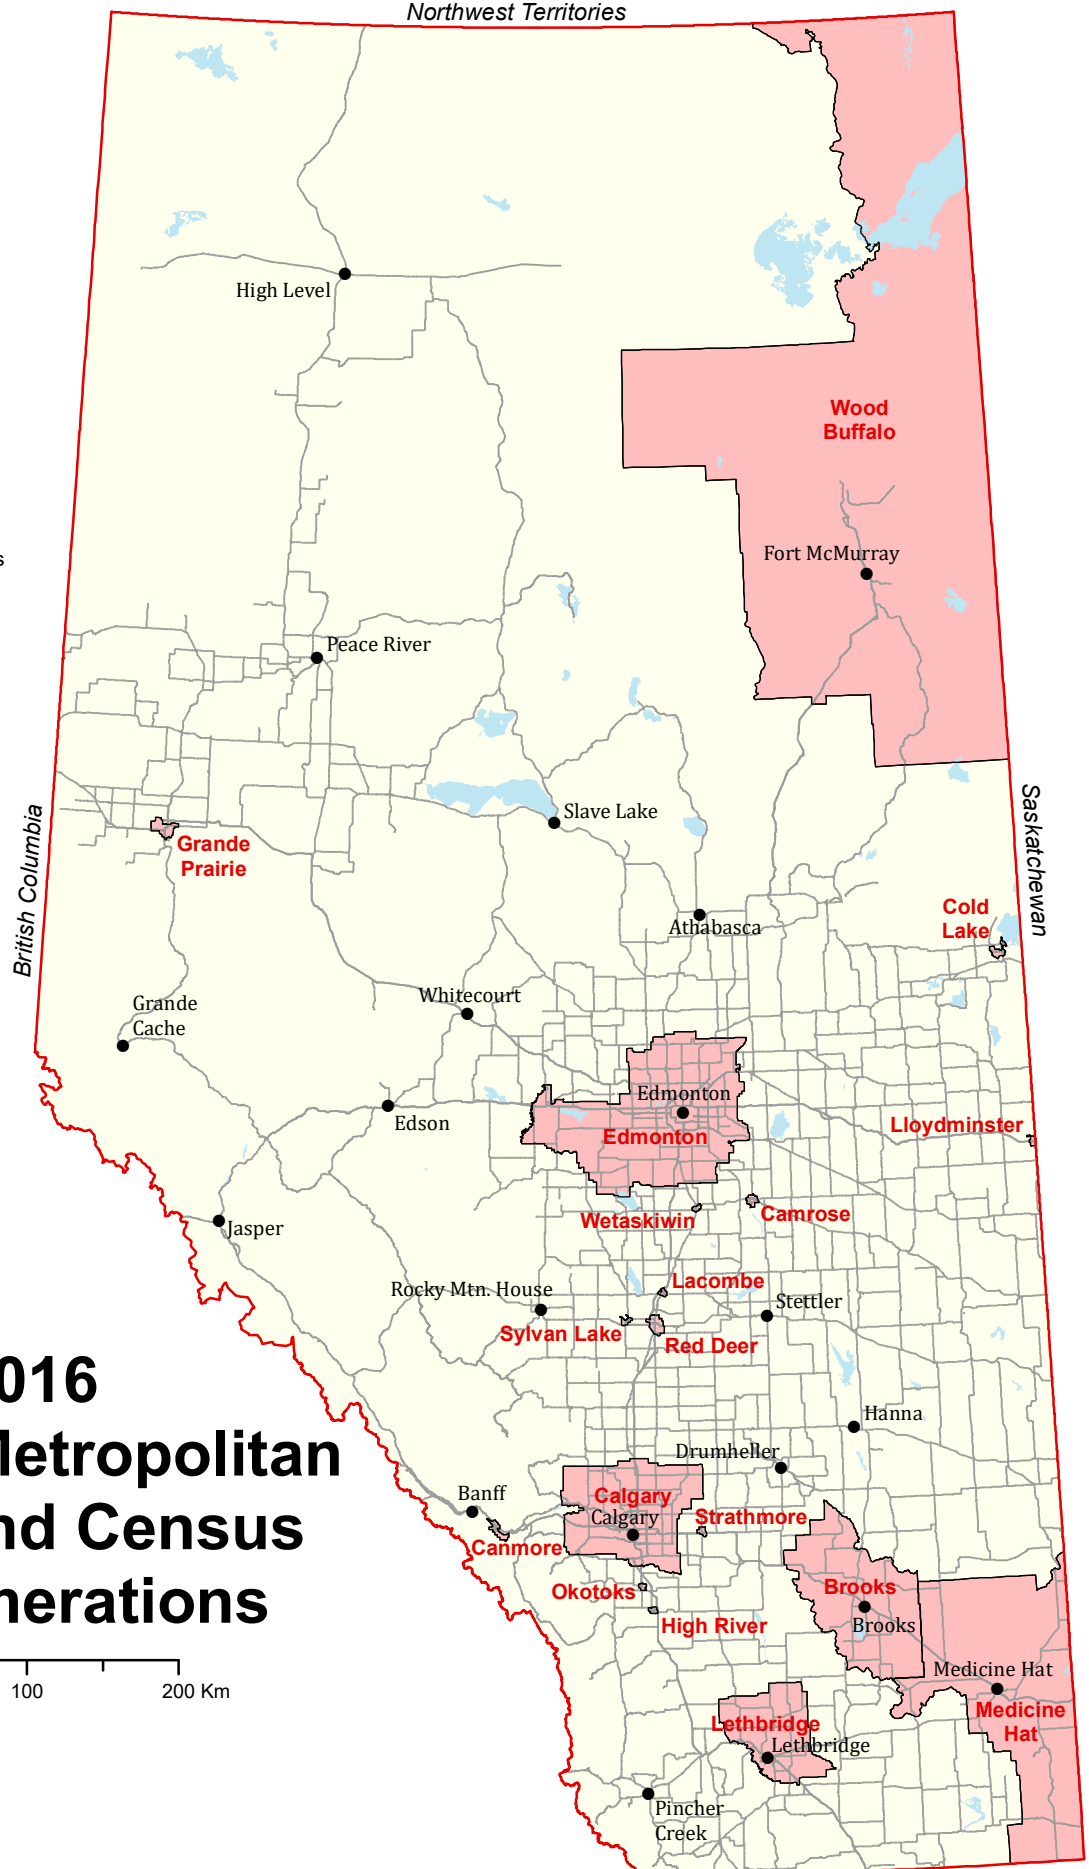 Northwest Territories
High Level
Wood
Buffalo
Fort McMurray
s
Peace River
British Columbia
Saskatchewan
Slave Lake
Grande
Prairie
Cold
Lake
Athabasca
Whitecourt
Grande
Cache
Edmonton
Edson
Lloydminster
Edmonton
Wetaskiwin
Camrose
Jasper
Lacombe
Rocky Mtn. House
Stettler
Sylvan Lake
Red Deer
016
Metropolitan
nd Census
nerations
Hanna
Drumheller
Banff
Calgary
Calgary
Strathmore
Canmore
Okotoks
Brooks
Brooks
High River
100
200 Km
Medicine Hat
Medicine
Hat
Lethbridge
Lethbridge
Pincher
Creek